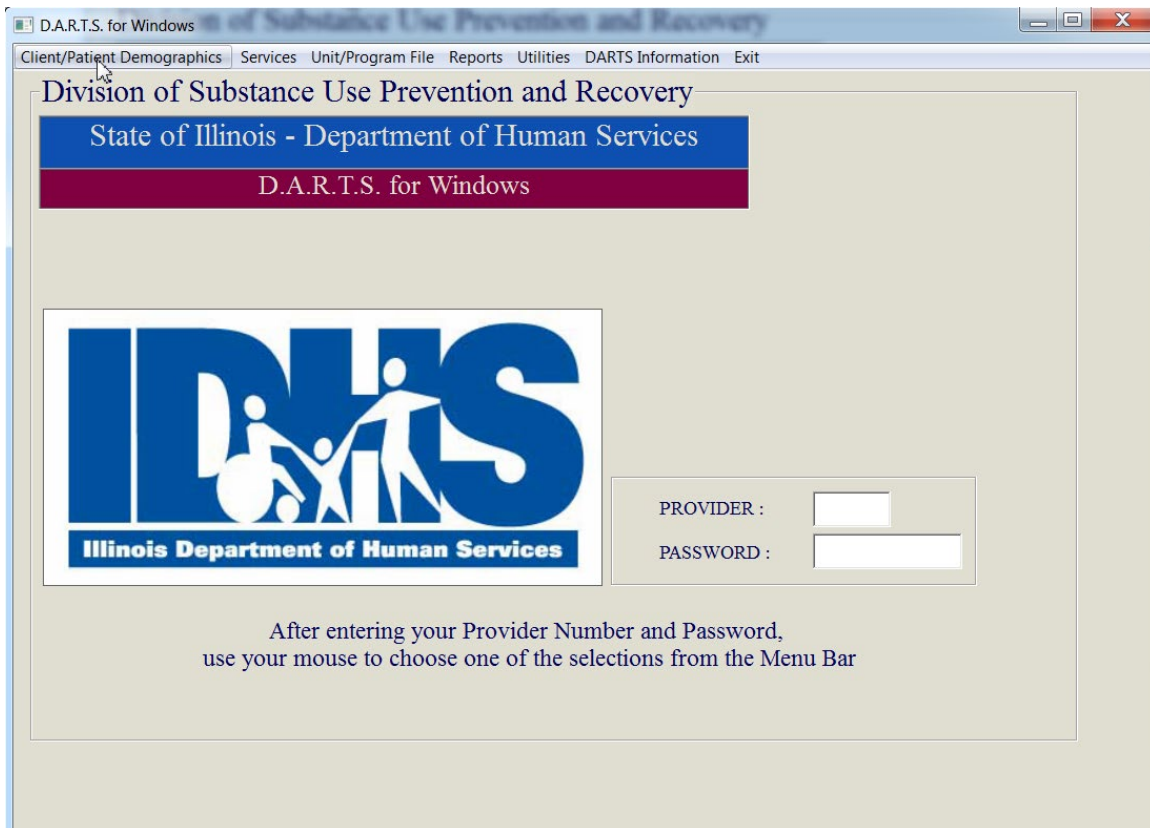 D.A.R.T.S. for Windows
Client/Patient Demographics Services Unit/Program File Reports Utilities DARTS Information Exit
Division of Substance Use Prevention and Recovery
State of Illinois - Department of Human Services
D.A.R.T.S. for Windows
IDHS
Illinois Department of Human Services
PROVIDER :
PASSWORD :
After entering your Provider Number and Password,
use your mouse to choose one of the selections from the Menu Bar